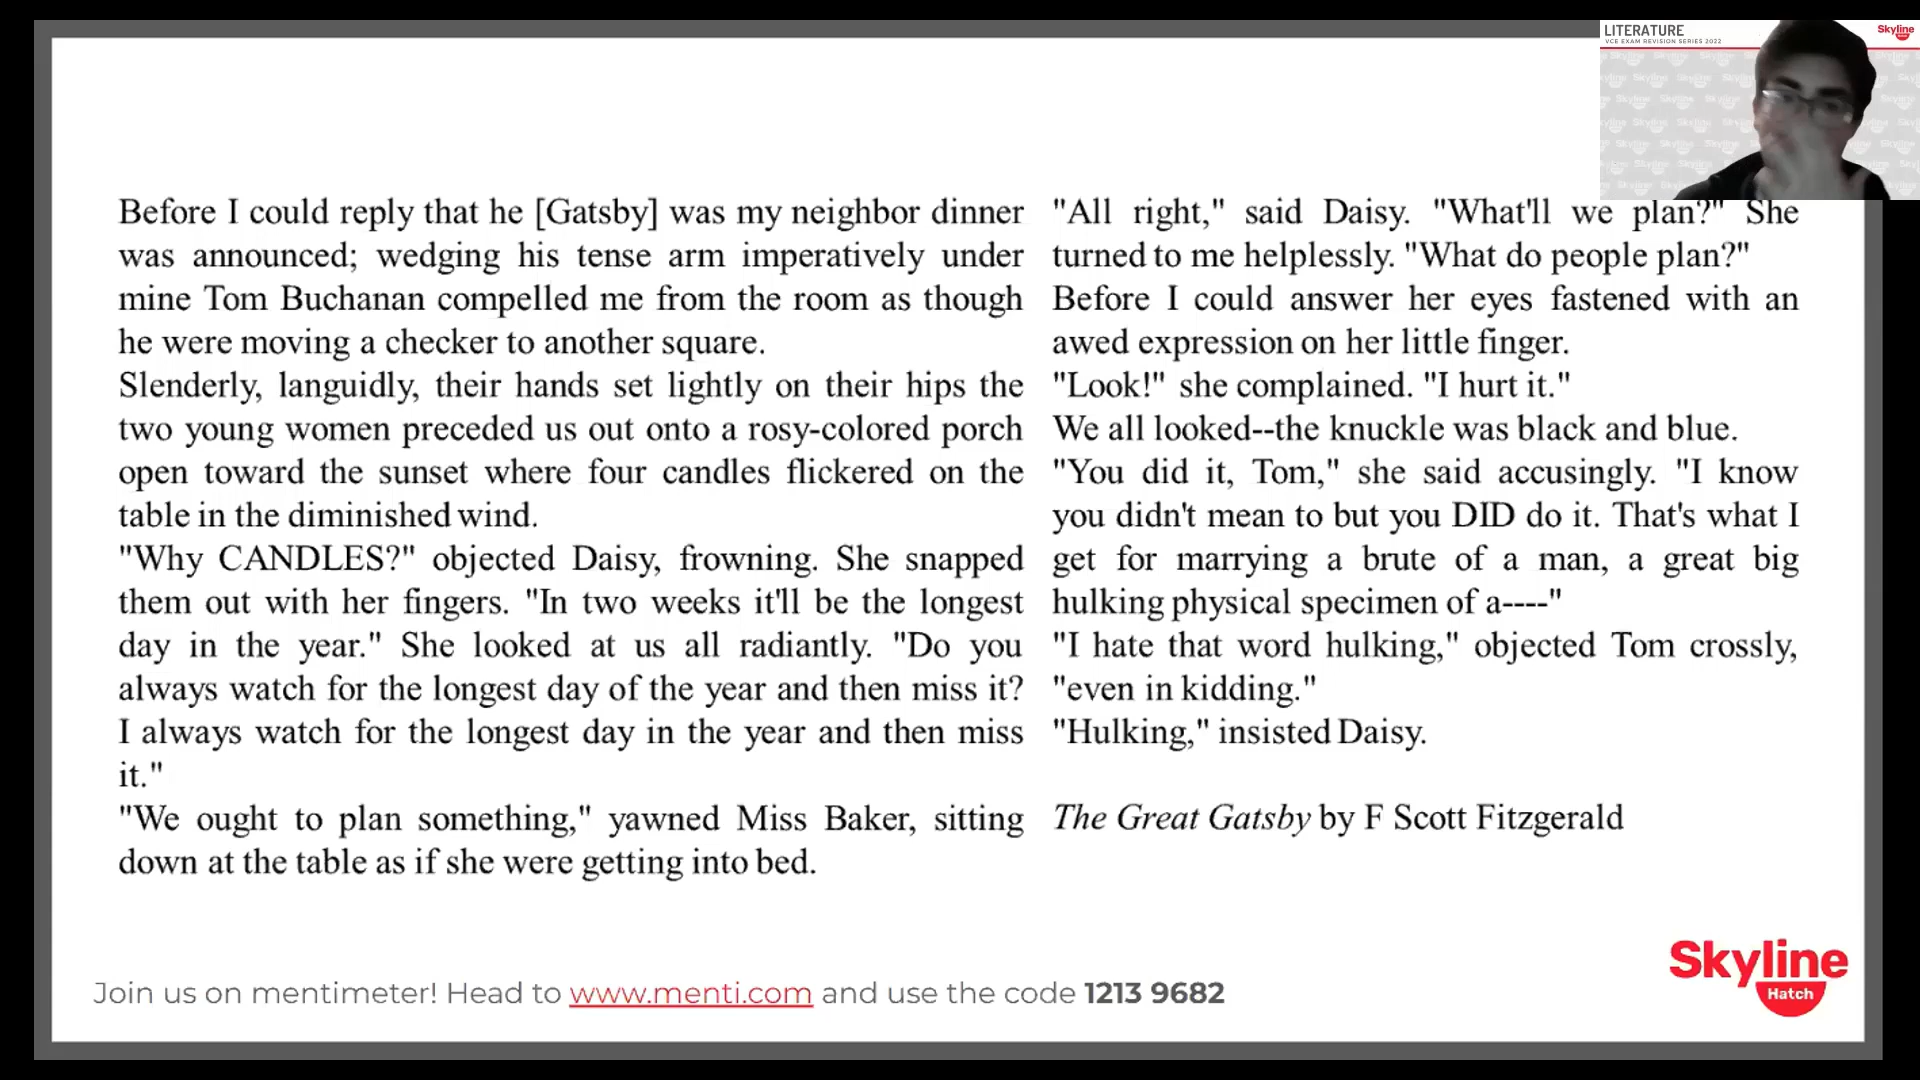 LITERATURE
VCE EXAM REVISION SERIES 2022
Skyline
Before I could reply that he [Gatsby] was my neighbor dinner
was announced; wedging his tense arm imperatively under
mine Tom Buchanan compelled me from the room as though
he were moving a checker to another square.
Slenderly, languidly, their hands set lightly on their hips the
two young women preceded us out onto a rosy-colored porch
open toward the sunset where four candles flickered on the
table in the diminished wind.
"Why CANDLES?" objected Daisy, frowning. She snapped
them out with her fingers. "In two weeks it'll be the longest
day in the year." She looked at us all radiantly. "Do you
always watch for the longest day of the year and then miss it?
I always watch for the longest day in the year and then miss
it."
"We ought to plan something," yawned Miss Baker, sitting
down at the table as if she were getting into bed.
"All right," said Daisy. "What'll we plan?" She
turned to me helplessly. "What do people plan?"
Before I could answer her eyes fastened with an
awed expression on her little finger.
"Look!" she complained. "I hurt it."
We all looked--the knuckle was black and blue.
"You did it, Tom," she said accusingly. "I know
you didn't mean to but you DID do it. That's what I
get for marrying a brute of a man, a great big
hulking physical specimen of a----"
"I hate that word hulking," objected Tom crossly,
"even in kidding."
"Hulking," insisted Daisy.
The Great Gatsby by F Scott Fitzgerald
Skyline
Hatch
Join us on mentimeter! Head to www.menti.com and use the code 1213 9682